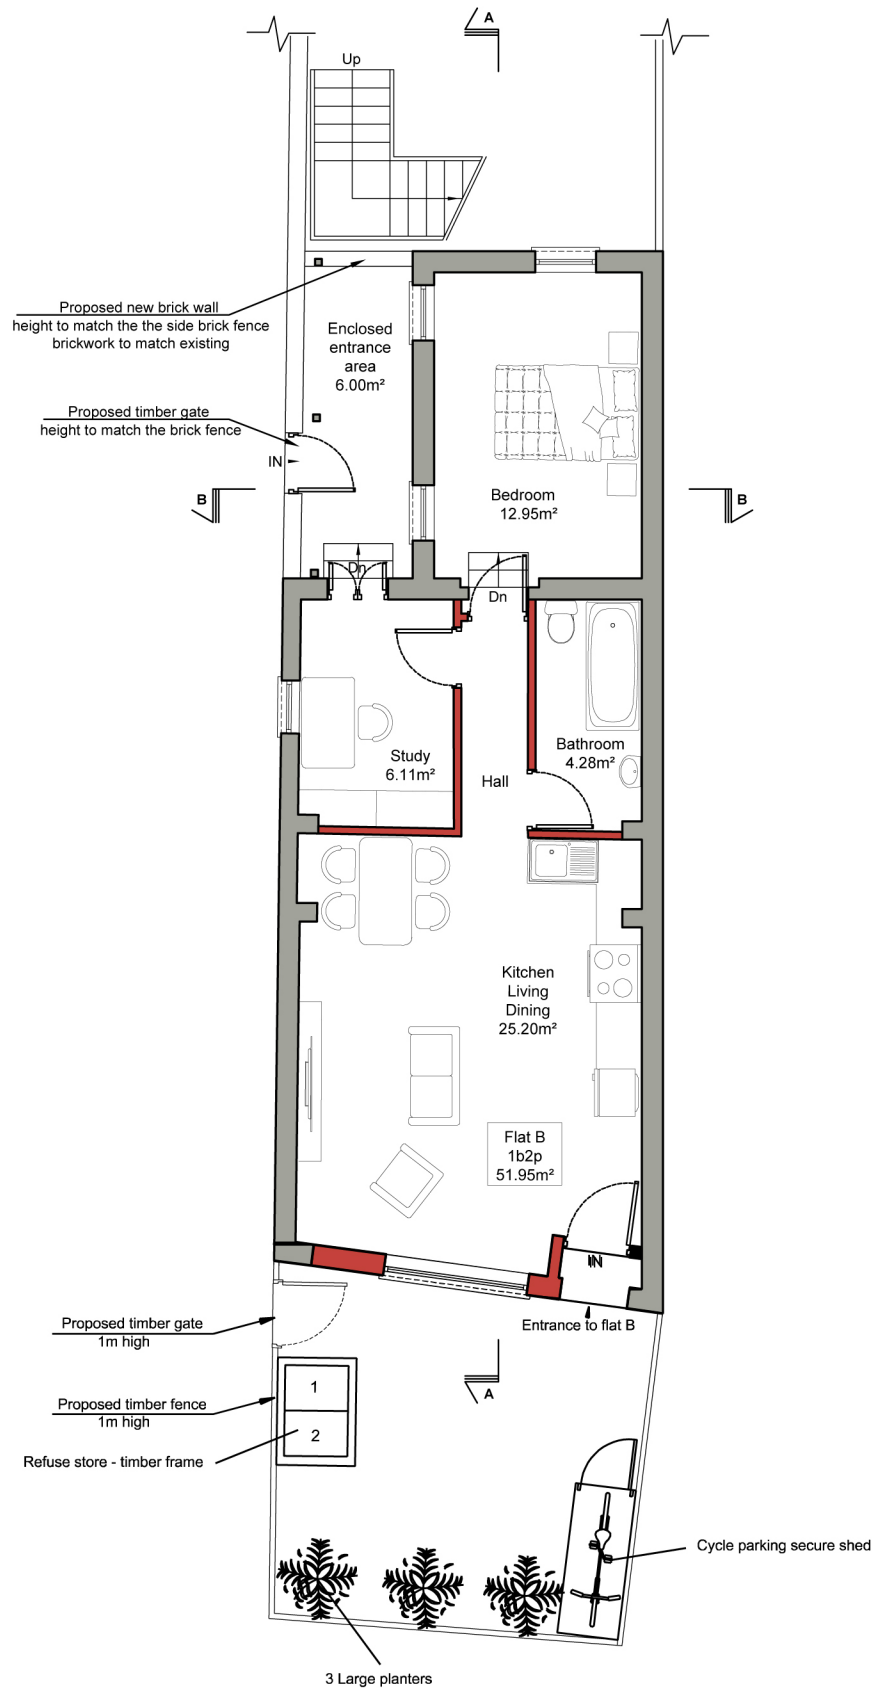 A
Up
Proposed new brick wall
height to match the the side brick fence
brickwork to match existing
Enclosed
entrance
area
6.00m²
Proposed timber gate
height to match the brick fence
IN
B
B
Bedroom
12.95m²
Dn
Dn
Study
6.11m²
Hall
Bathroom
4.28m²
Kitchen
Living
Dining
25.20m²
Flat B
1b2p
51.95m²
IN
Entrance to flat B
Proposed timber gate
1m high
A
1
Proposed timber fence
1m high
2
Refuse store - timber frame
Cycle parking secure shed
3 Large planters